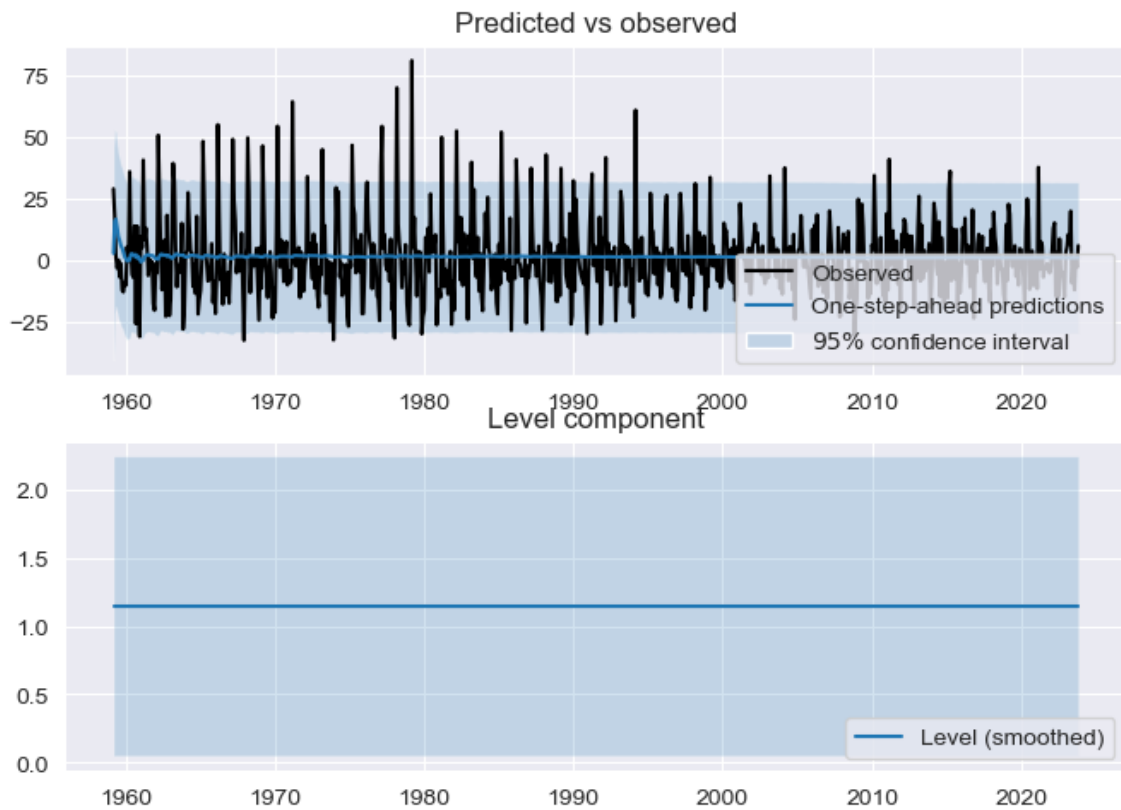 Predicted vs observed
75
50
25
0
−25
Observed
One-step-ahead predictions
95% confidence interval
1960 1970 1980 1990 2000 2010 2020
Level component
2.0
1.5
1.0
0.5
0.0
Level (smoothed)
1960 1970 1980 1990 2000 2010 2020